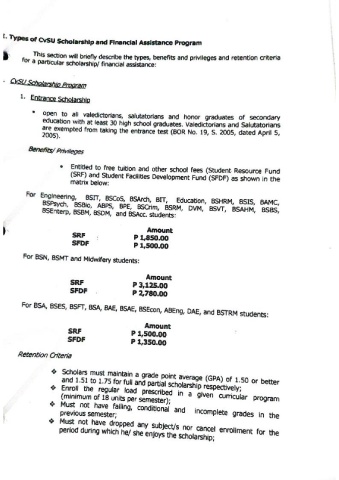 I. Types of CvSU Scholarship and Financial Assistance Program
This section will briefly describe the types, benefits and privileges and retention criteria
for a particular scholarship/ financial assistance:
CvSU Scholarship Program
1. Entrance Scholarship
• open to all valedictorians, salutatorians and honor graduates of secondary
education with at least 30 high school graduates. Valedictorians and Salutatorians
are exempted from taking the entrance test (BOR No. 19, S. 2005, dated April 5,
2005).
Benefits/ Privileges
• Entitled to free tuition and other school fees (Student Resource Fund
(SRF) and Student Facilities Development Fund (SFDF) as shown in the
matrix below:
For Engineering, BSIT, BSCoS, BSArch, BIT, Education, BSHRM, BSIS, BAMC,
BSPsych, BSBio, ABPS, BPE, BSCrim, BSRM, DVM, BSVT, BSAHM, BSBS,
BSEnterp, BSBM, BSDM, and BSAcc. students:
Amount
SRF P 1,850.00
SFDF P 1,500.00
For BSN, BSMT and Midwifery students:
Amount
SRF P 3,125.00
SFDF P 2,780.00
For BSA, BSES, BSFT, BSA, BAE, BSAE, BSEcon, ABEng, DAE, and BSTRM students:
Amount
SRF P 1,500.00
SFDF P 1,350.00
Retention Criteria
❖ Scholars must maintain a grade point average (GPA) of 1.50 or better
and 1.51 to 1.75 for full and partial scholarship respectively;
❖ Enroll the regular load prescribed in a given curricular program
(minimum of 18 units per semester);
❖ Must not have failing, conditional and incomplete grades in the
previous semester;
❖ Must not have dropped any subject/s nor cancel enrollment for the
period during which he/ she enjoys the scholarship;